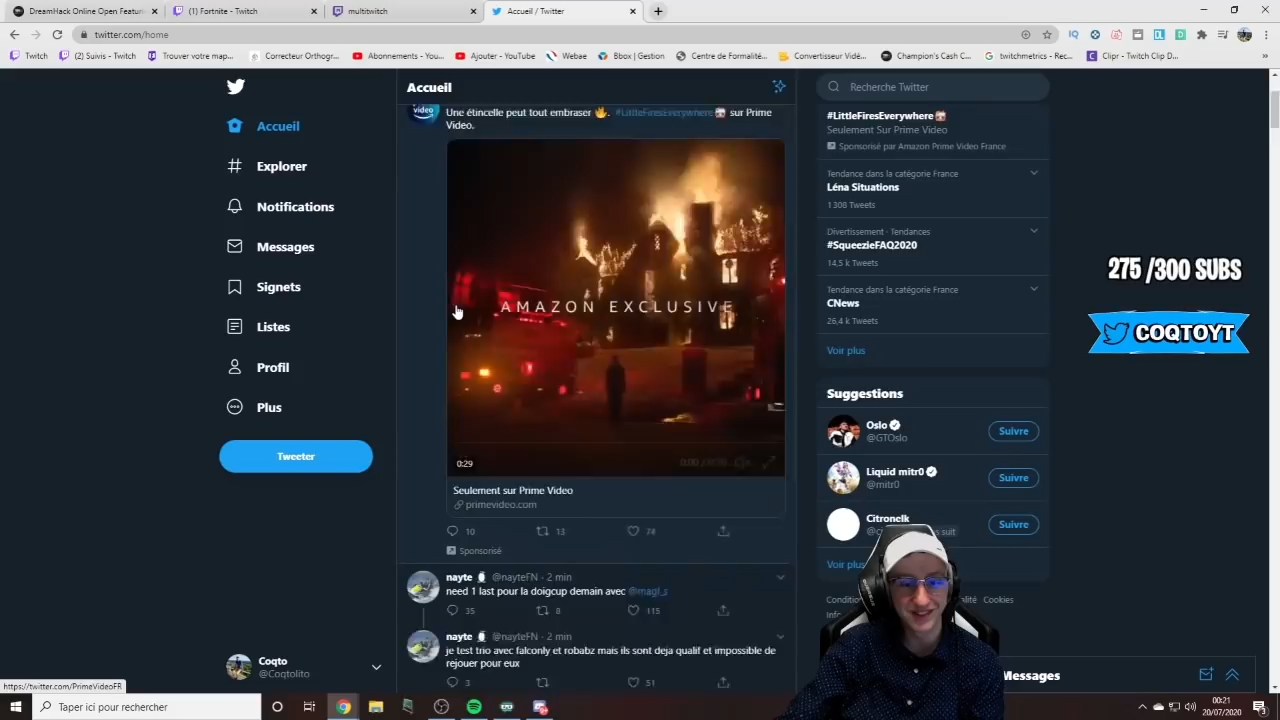 DreamHack Online Open Featur
(1) Fortnite - Twitch
multitwitch
Accueil / Twitter
twitter.com/home
Twitch
(2) Suivis - Twitch
Trouver votre map...
Correcteur Orthogr...
Abonnements - You...
Ajouter - YouTube
Webae
Bbox | Gestion
Centre de Formalité...
Convertisseur Vidé...
Champion's Cash C...
twitchmetrics - Rec...
Clipr - Twitch Clip D...
»
Accueil
Recherche Twitter
video
Une étincelle peut tout embraser 🔥. #LittleFiresEverywhere sur Prime
Video.
#LittleFiresEverywhere
Seulement Sur Prime Video
Sponsorisé par Amazon Prime Video France
Accueil
Explorer
Notifications
Messages
Signets
Listes
Profil
Plus
Tweeter
Tendance dans la catégorie France
Léna Situations
1 308 Tweets
Divertissement · Tendances
#SqueezieFAQ2020
14,5 k Tweets
Tendance dans la catégorie France
CNews
26,4 k Tweets
Voir plus
275 /300 SUBS
COQTOYT
AMAZON EXCLUSIVE
0:29
Seulement sur Prime Video
primevideo.com
10
13
74
Sponsorisé
Suggestions
Oslo
@GTOslo
Suivre
Liquid mitr0
@mitr0
Suivre
Citronelk
Suivre
s suit
Voir plus
Cookies
nayte @nayteFN · 2 min
need 1 last pour la doigcup demain avec @magl_s
35
8
115
nayte @nayteFN · 2 min
je test trio avec falconly et robabz mais ils sont deja qualif et impossible de
rejouer pour eux
3
51
Coqto
@Coqtolito
Messages
https://twitter.com/PrimeVideoFR
Taper ici pour rechercher
00:21
20/07/2020